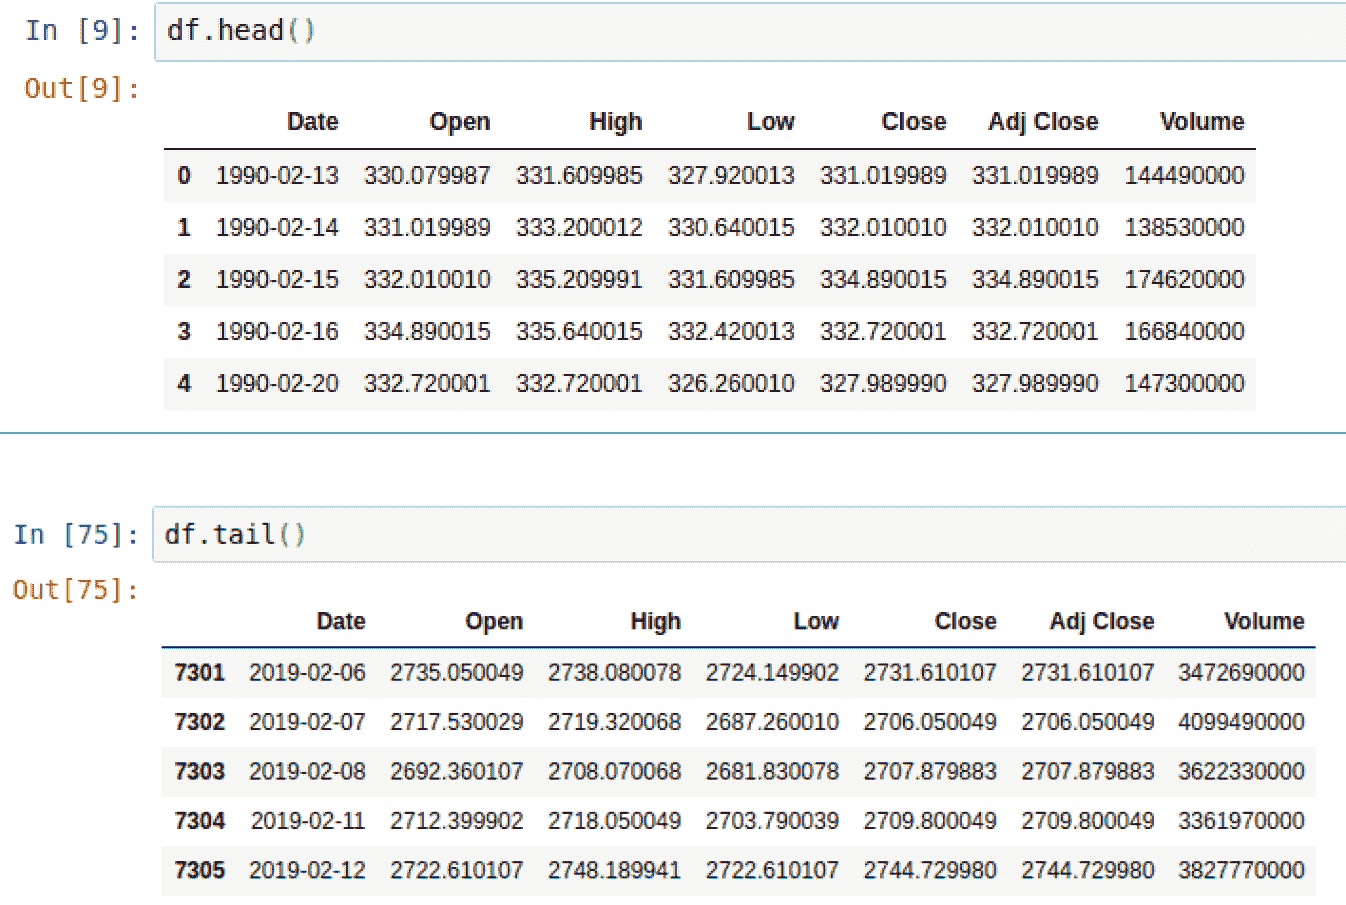 In [9]: df.head()
Out[9]:
Date Open High Low Close Adj Close Volume
0 1990-02-13 330.079987 331.609985 327.920013 331.019989 331.019989 144490000
1 1990-02-14 331.019989 333.200012 330.640015 332.010010 332.010010 138530000
2 1990-02-15 332.010010 335.209991 331.609985 334.890015 334.890015 174620000
3 1990-02-16 334.890015 335.640015 332.420013 332.720001 332.720001 166840000
4 1990-02-20 332.720001 332.720001 326.260010 327.989990 327.989990 147300000
In [75]: df.tail()
Out[75]:
Date Open High Low Close Adj Close Volume
7301 2019-02-06 2735.050049 2738.080078 2724.149902 2731.610107 2731.610107 3472690000
7302 2019-02-07 2717.530029 2719.320068 2687.260010 2706.050049 2706.050049 4099490000
7303 2019-02-08 2692.360107 2708.070068 2681.830078 2707.879883 2707.879883 3622330000
7304 2019-02-11 2712.399902 2718.050049 2703.790039 2709.800049 2709.800049 3361970000
7305 2019-02-12 2722.610107 2748.189941 2722.610107 2744.729980 2744.729980 3827770000